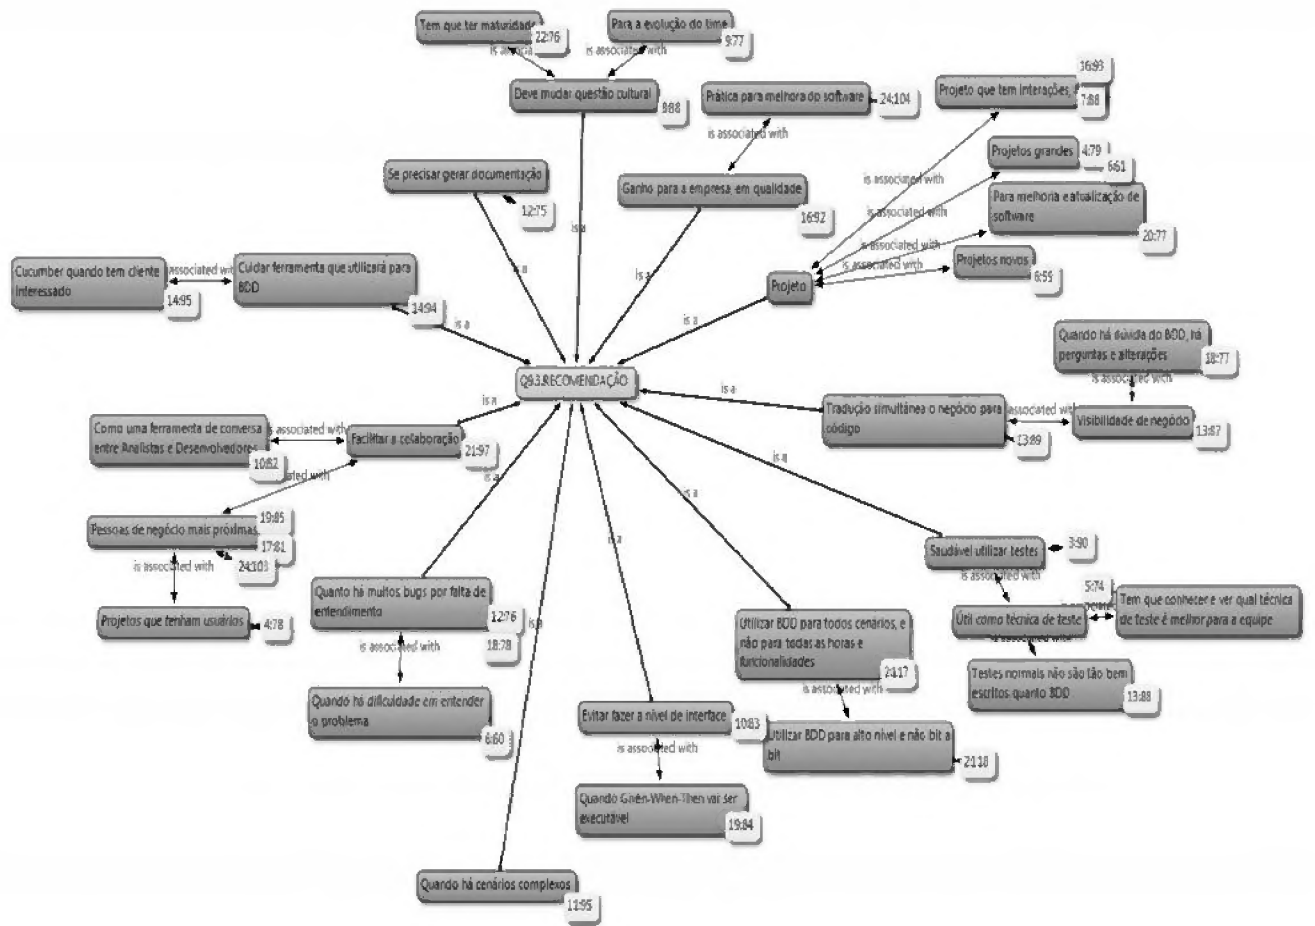 Tem que ter maturidade
22:76
Para a evolução do time
9:77
is associated with
Deve mudar questão cultural
8:88
Prática para melhora do software
24:104
is associated with
Projeto que tem interações,
16:93
7:88
Projetos grandes
4:79
6:61
is associated with
Se precisar gerar documentação
12:75
Ganho para a empresa, em qualidade
16:92
Para melhoria e atualização de
software
20:77
is associated with
is a
is a
is a
is associated with
is associated with
Projetos novos
6:59
Cucumber quando tem cliente
interessado
14:95
associated
Cuidar ferramenta que utilizará para
BDD
14:94
is a
is a
Projeto
Q9.3.RECOMENDAÇÃO
Quando há dúvida do BDD, há
perguntas e alterações
18:77
is associated with
is a
is a
Tradução simultânea o negócio para
código
13:89
associated with
Visibilidade de negócio
13:87
Como uma ferramenta de conversa
entre Analistas e Desenvolvedores
10:82
is associated with
Facilitar a colaboração
21:97
with
is a
is a
is a
Pessoas de negócio mais próximas
19:85
17:81
24:103
is associated with
Projetos que tenham usuários
4:78
is a
is a
Saudável utilizar testes
3:90
is associated with
Quanto há muitos bugs por falta de
entendimento
12:76
18:78
is associated with
Quando há dificuldade em entender
o problema
6:60
Utilizar BDD para todos cenários, e
não para todas as horas e
funcionalidades
21:17
is associated with
Útil como técnica de teste
5:74
Tem que conhecer e ver qual técnica
de teste é melhor para a equipe
is associated with
Testes normais não são tão bem
escritos quanto BDD
13:88
Evitar fazer a nível de interface
10:83
is associated with
Utilizar BDD para alto nível e não bit a
bit
21:18
Quando Given-When-Then vai ser
executável
19:84
Quando há cenários complexos
11:95